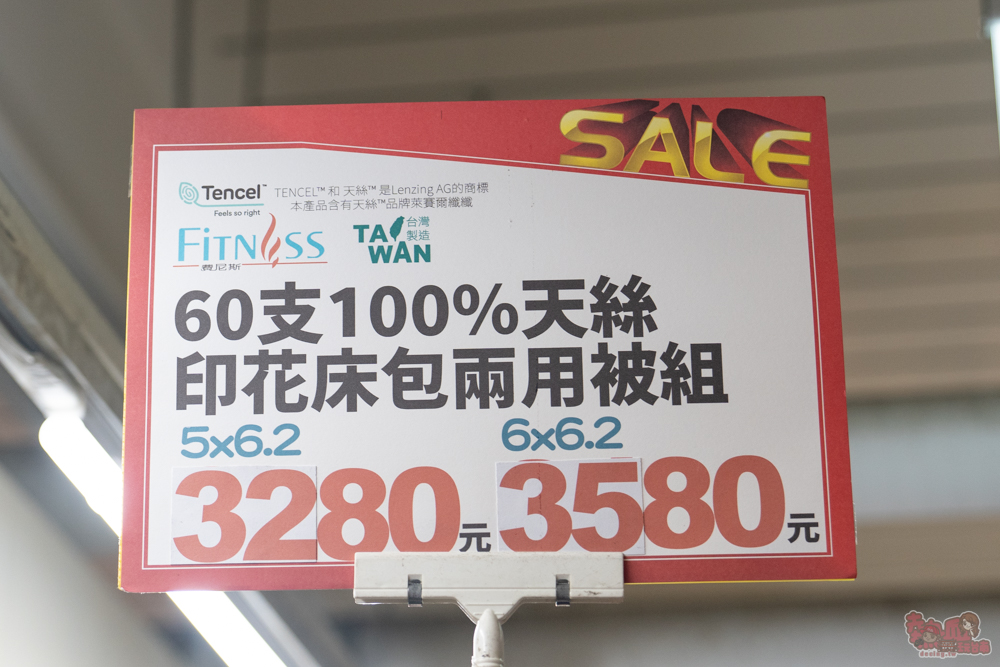 SALE
Tencel™
Feels so right
TENCEL™ 和 天絲™ 是Lenzing AG的商標
本產品含有天絲™品牌萊賽爾纖纖
FiTNESS
費尼斯
TAIWAN
台灣製造
60支100%天絲
印花床包兩用被組
5x6.2
6x6.2
3280元
3580元